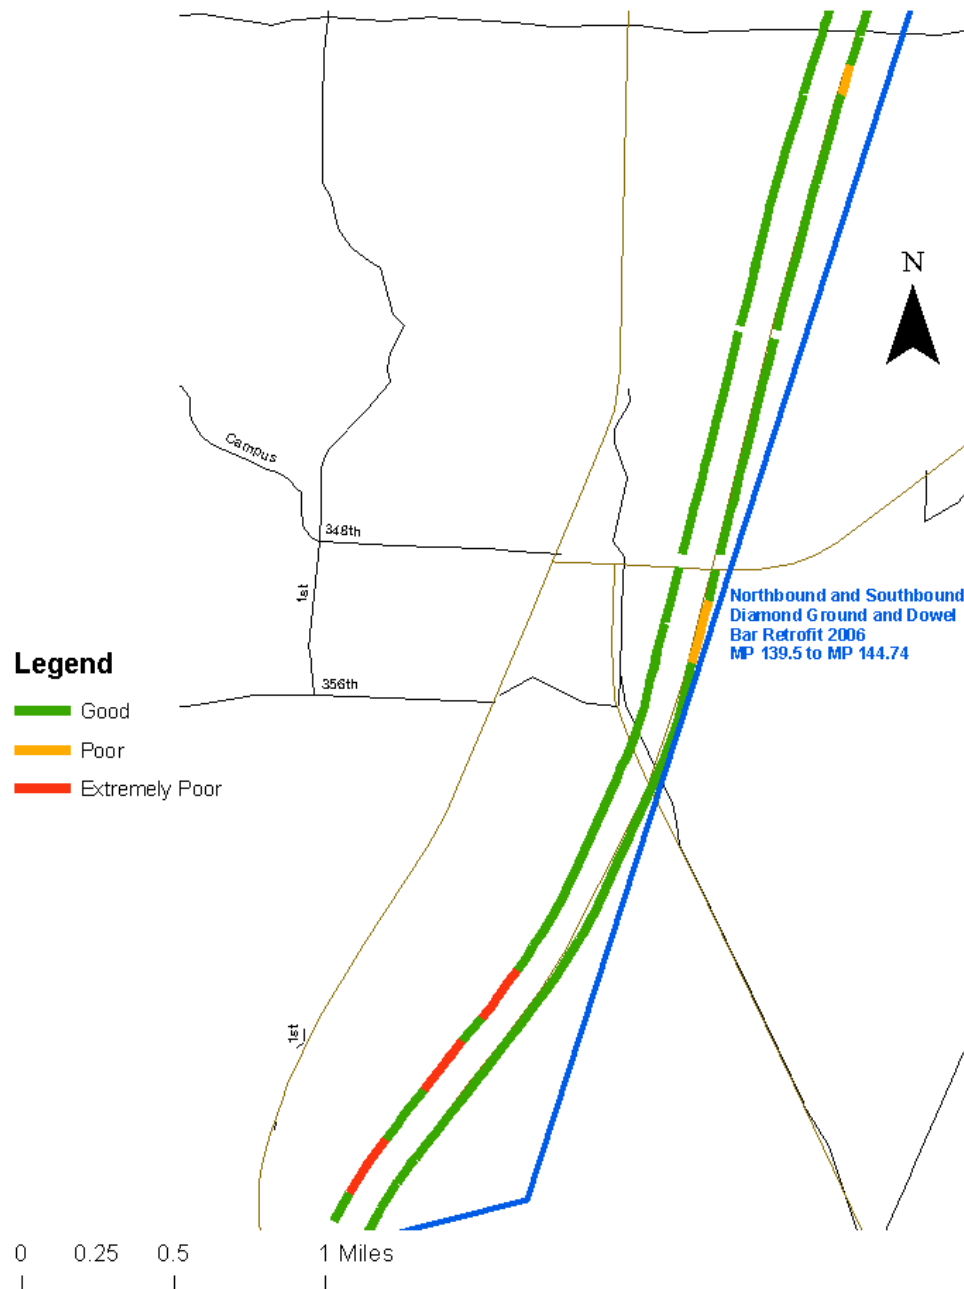 N
Campus
348th
1st
Northbound and Southbound
Diamond Ground and Dowel
Bar Retrofit 2006
MP 139.5 to MP 144.74
Legend
356th
Good
Poor
Extremely Poor
1st
0 0.25 0.5 1 Miles